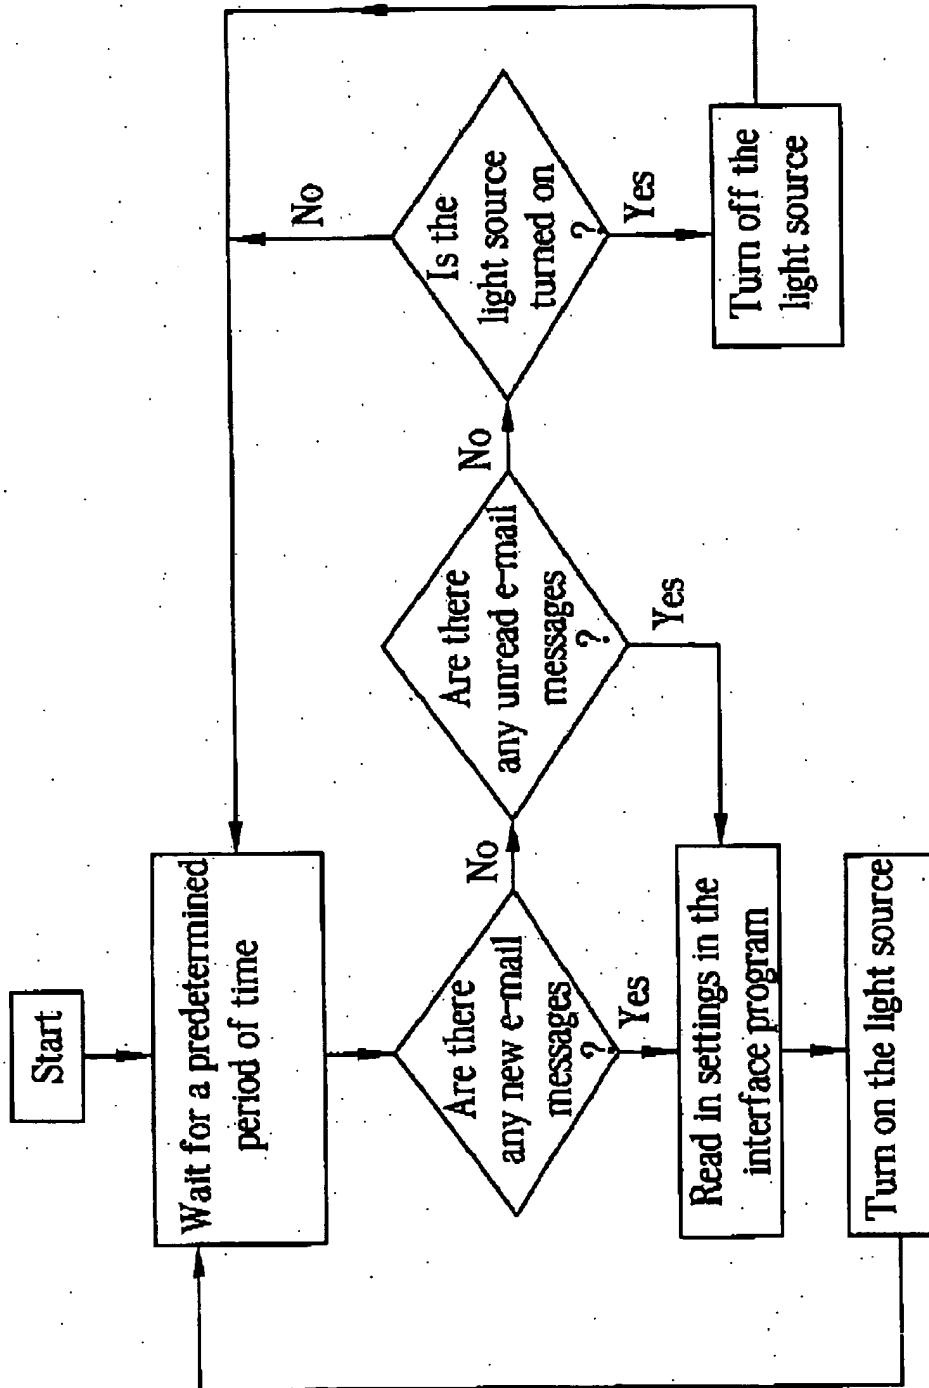 Start
Wait for a predetermined
period of time
Are there
any new e-mail
messages
?
No
Yes
Are there
any unread e-mail
messages
?
No
Yes
Is the
light source
turned on
?
No
Yes
Turn off the
light source
Read in settings in the
interface program
Turn on the light source